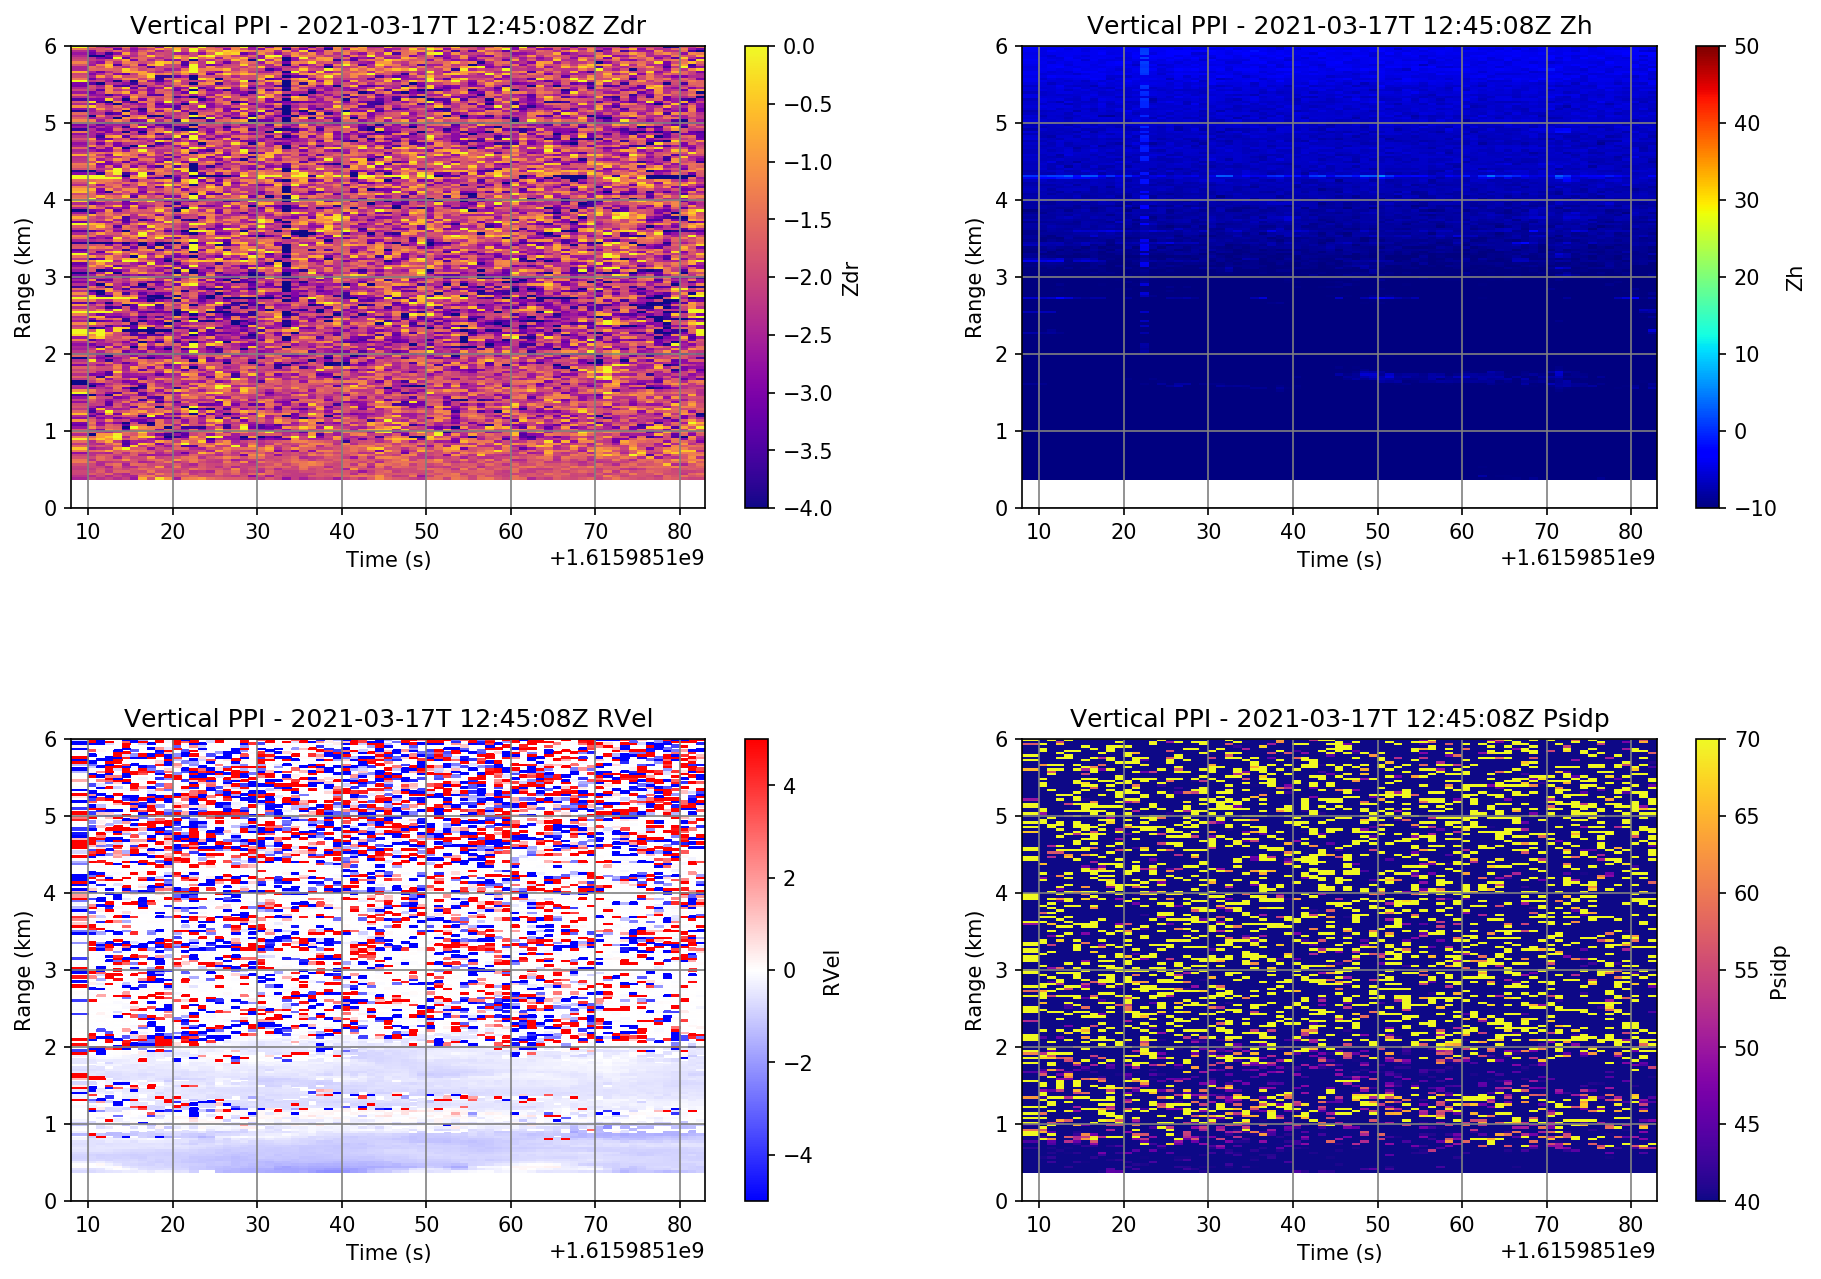 Vertical PPI - 2021-03-17T 12:45:08Z Zdr
6
5
4
3
2
1
0
Range (km)
10 20 30 40 50 60 70 80
Time (s)
+1.6159851e9
0.0
−0.5
−1.0
−1.5
−2.0
−2.5
−3.0
−3.5
−4.0
Zdr
Vertical PPI - 2021-03-17T 12:45:08Z Zh
6
5
4
3
2
1
0
Range (km)
10 20 30 40 50 60 70 80
Time (s)
+1.6159851e9
50
40
30
20
10
0
−10
Zh
Vertical PPI - 2021-03-17T 12:45:08Z RVel
6
5
4
3
2
1
0
Range (km)
10 20 30 40 50 60 70 80
Time (s)
+1.6159851e9
4
2
0
−2
−4
RVel
Vertical PPI - 2021-03-17T 12:45:08Z Psidp
6
5
4
3
2
1
0
Range (km)
10 20 30 40 50 60 70 80
Time (s)
+1.6159851e9
70
65
60
55
50
45
40
Psidp